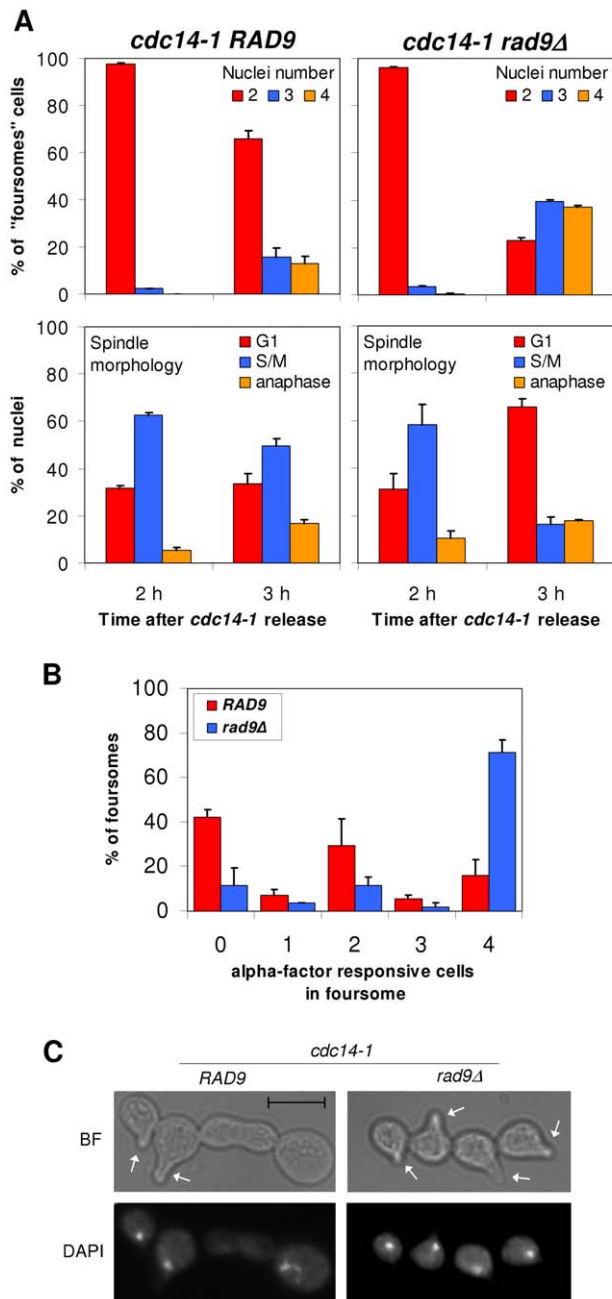 A
cdc14-1 RAD9
cdc14-1 rad9Δ
% of "foursomes" cells
100
80
60
40
20
0
Nuclei number
2 3 4
Nuclei number
2 3 4
% of nuclei
100
80
60
40
20
0
Spindle
morphology
G1
S/M
anaphase
Spindle
morphology
G1
S/M
anaphase
2 h 3 h
2 h 3 h
Time after cdc14-1 release
Time after cdc14-1 release
B
% of foursomes
100
80
60
40
20
0
RAD9
rad9Δ
0 1 2 3 4
alpha-factor responsive cells
in foursome
C
cdc14-1
RAD9
rad9Δ
BF
DAPI